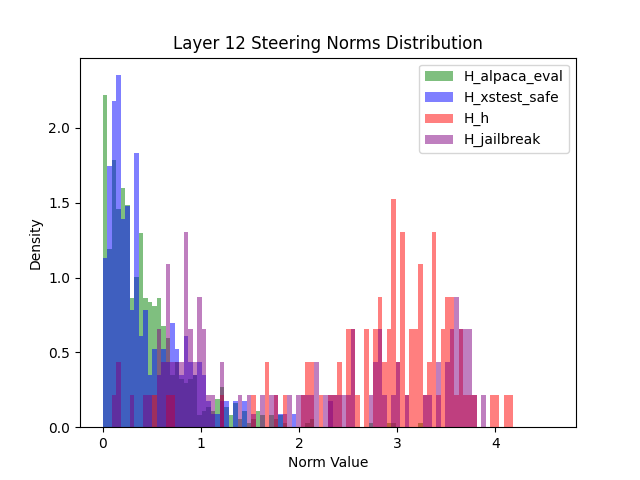 Layer 12 Steering Norms Distribution
H_alpaca_eval
H_xstest_safe
H_h
H_jailbreak
Density
2.0
1.5
1.0
0.5
0.0
0 1 2 3 4
Norm Value